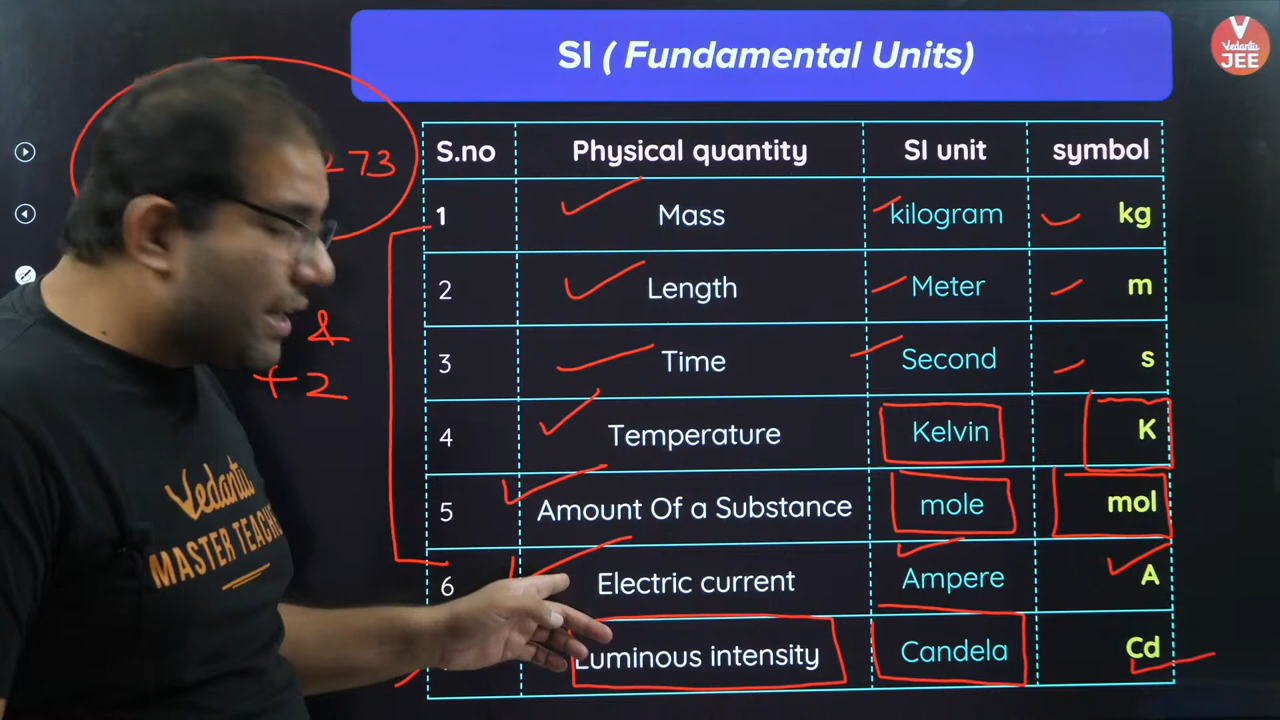 SI ( Fundamental Units)
V
Vedantu
JEE
S.no Physical quantity SI unit symbol
1 Mass kilogram kg
2 Length Meter m
3 Time Second s
4 Temperature Kelvin K
5 Amount Of a Substance mole mol
6 Electric current Ampere A
Luminous intensity Candela Cd
273
&
+2
Vedantu
MASTER